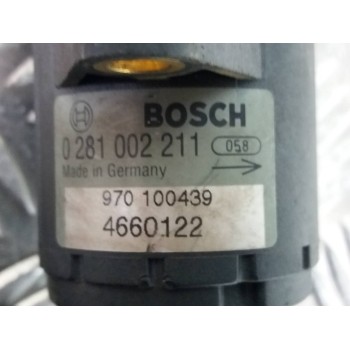 BOSCH
0 281 002 211 058
Made in Germany
970 100439
4660122